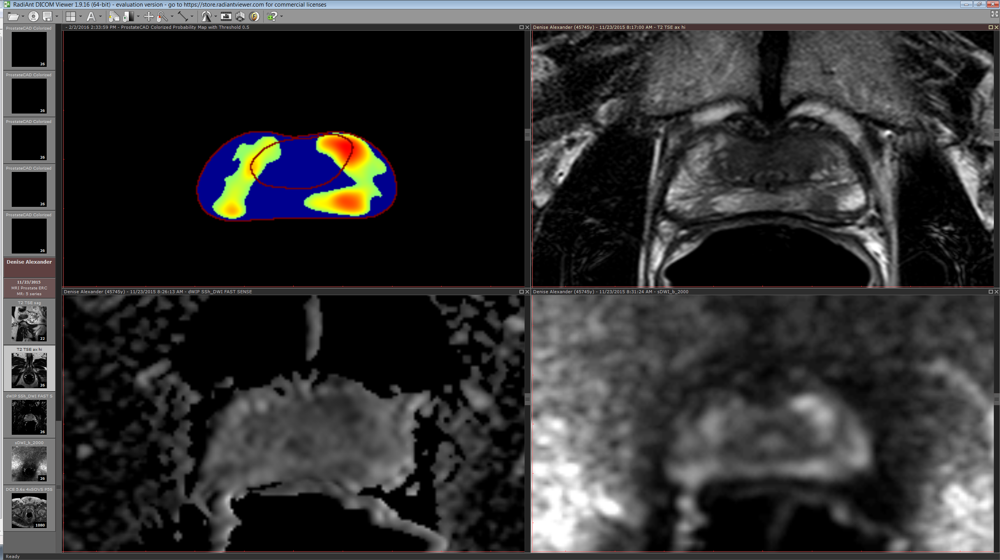 RadiAnt DICOM Viewer 1.9.16 (64-bit) - evaluation version - go to https://store.radiantviewer.com for commercial licenses
ProstateCAD Colorized
26
ProstateCAD Colorized
26
ProstateCAD Colorized
26
ProstateCAD Colorized
26
ProstateCAD Colorized
26
Denise Alexander
11/23/2015
MRI Prostate ERC
MR: 5 series
T2 TSE sag
22
T2 TSE ax hi
26
dWIP SSh_DWI FAST S
26
sDWI_b_2000
26
DCE 5.6s 4xSOVS P5S
1080
- 2/2/2016 2:33:59 PM - ProstateCAD Colorized Probability Map with Threshold 0.5
Denise Alexander (45745y) - 11/23/2015 8:17:00 AM - T2 TSE ax hi
Denise Alexander (45745y) - 11/23/2015 8:26:13 AM - dWIP SSh_DWI FAST SENSE
Denise Alexander (45745y) - 11/23/2015 8:31:24 AM - sDWI_b_2000
Ready